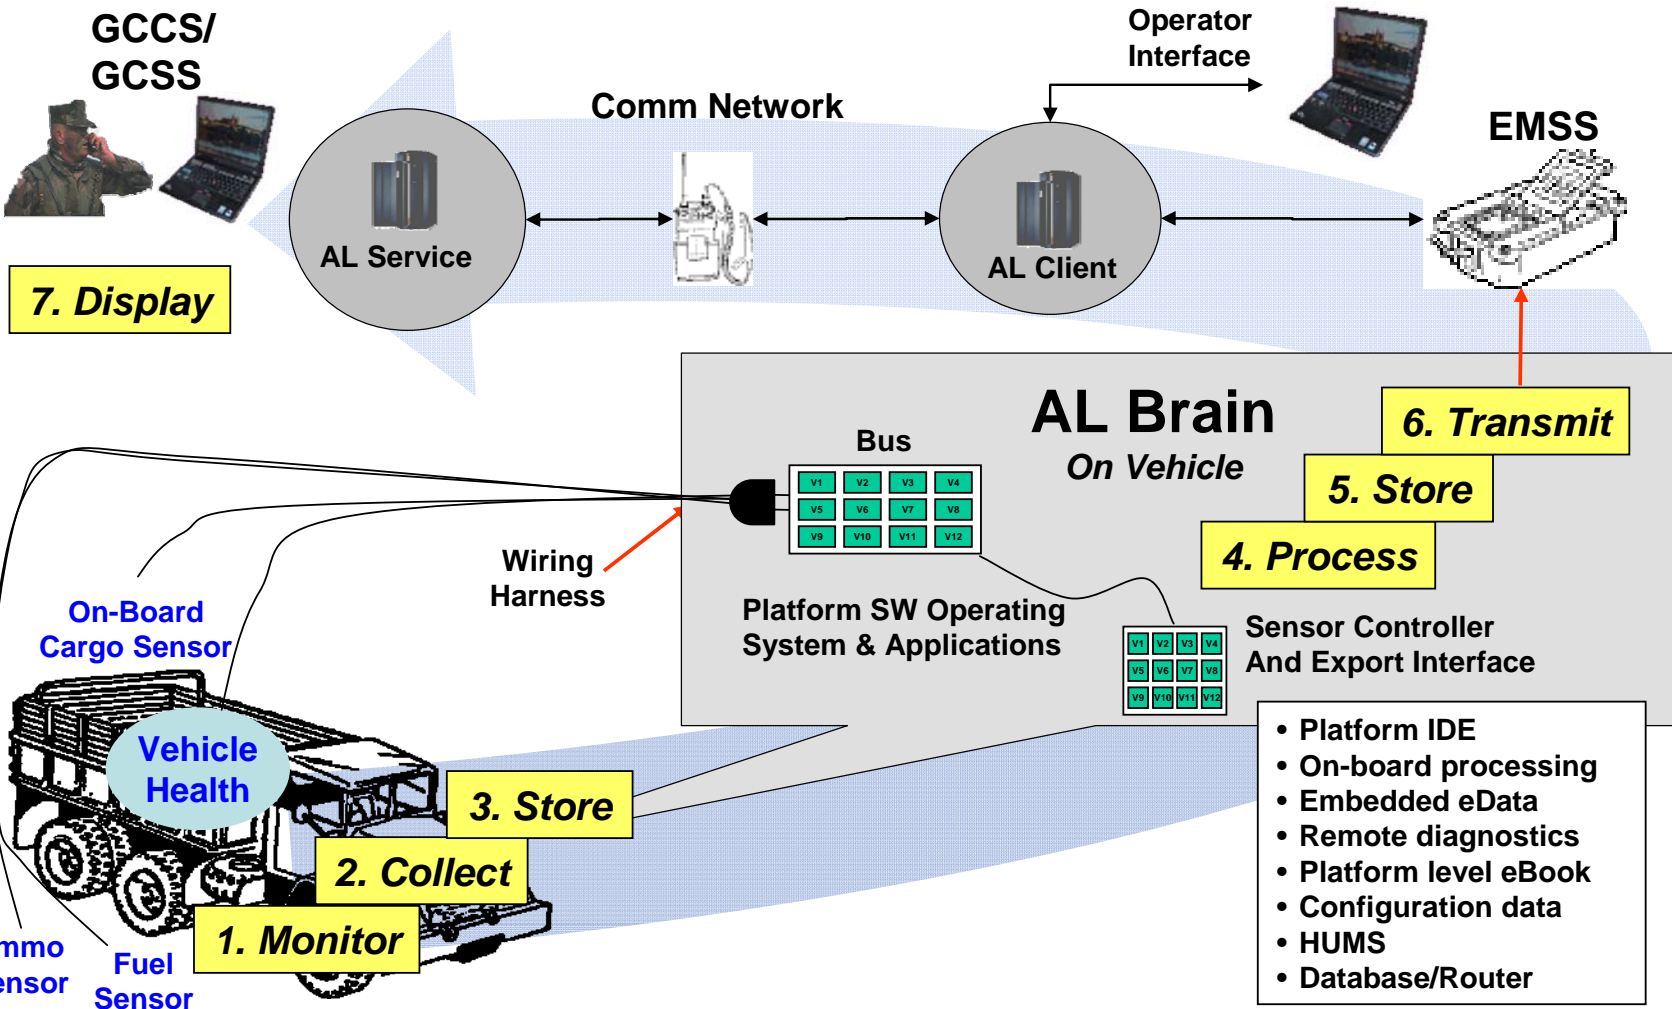 GCCS/
GCSS
Operator
Interface
Comm Network
EMSS
AL Service
AL Client
7. Display
AL Brain
On Vehicle
6. Transmit
5. Store
4. Process
Bus
V1 V2 V3 V4
V5 V6 V7 V8
V9 V10 V11 V12
Wiring
Harness
Platform SW Operating
System & Applications
V1 V2 V3 V4
V5 V6 V7 V8
V9 V10 V11 V12
Sensor Controller
And Export Interface
On-Board
Cargo Sensor
Vehicle
Health
3. Store
2. Collect
1. Monitor
mmo
ensor
Fuel
Sensor
• Platform IDE
• On-board processing
• Embedded eData
• Remote diagnostics
• Platform level eBook
• Configuration data
• HUMS
• Database/Router